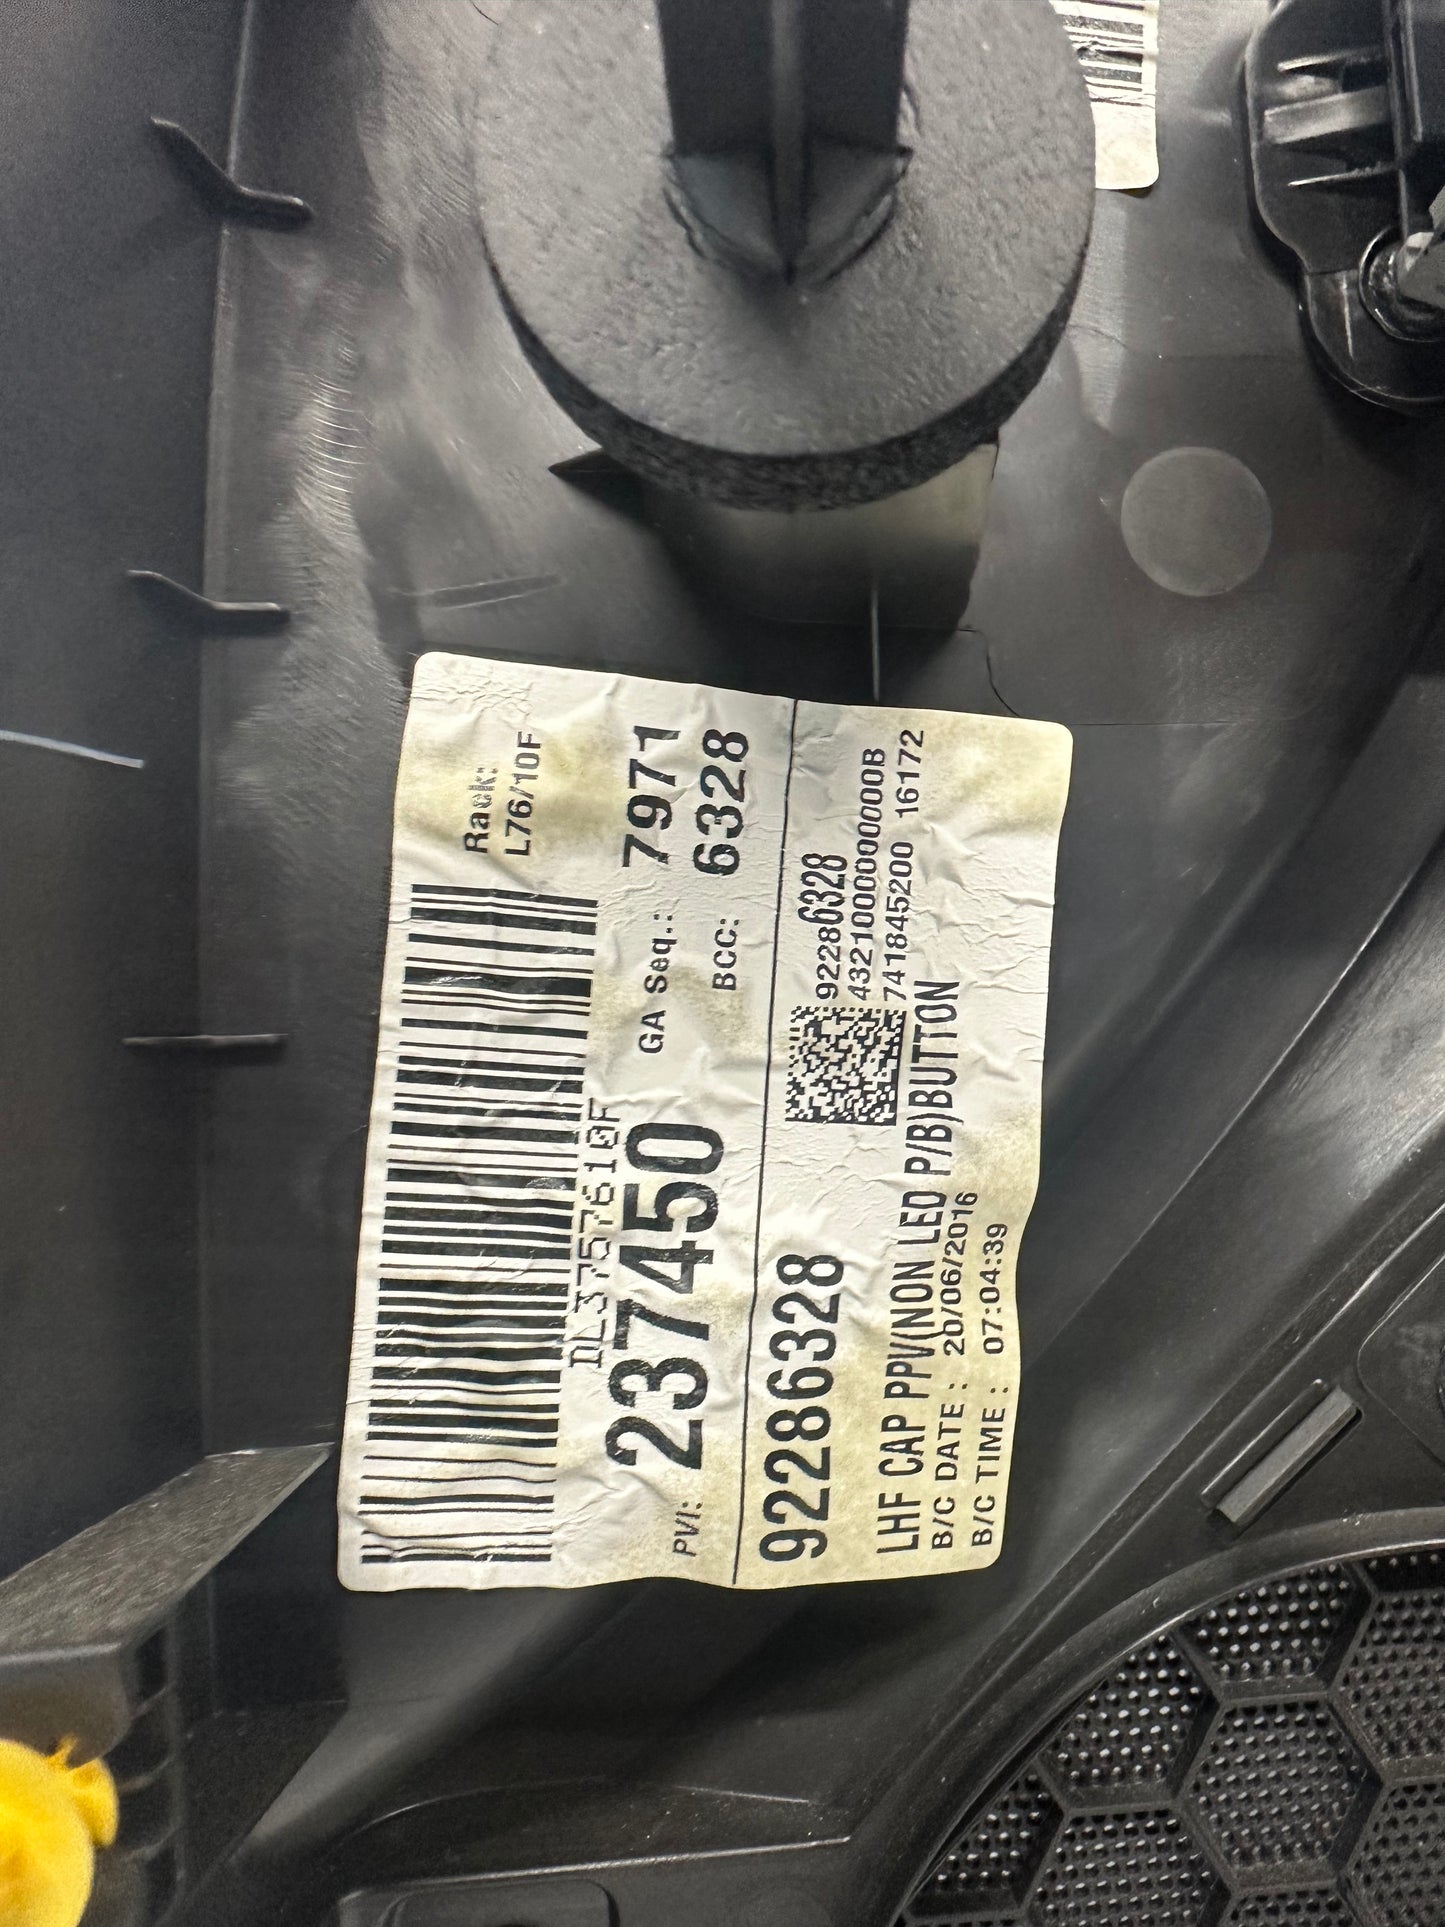 Rack:
L76/10F
DL3757610F
GA Seq.: 7971
PVI: 237450
BCC: 6328
92286328
92286328
43210000000000B
741845200 16172
LHF CAP PPV(NON LED P/B)BUTTON
B/C DATE : 20/06/2016
B/C TIME : 07:04:39